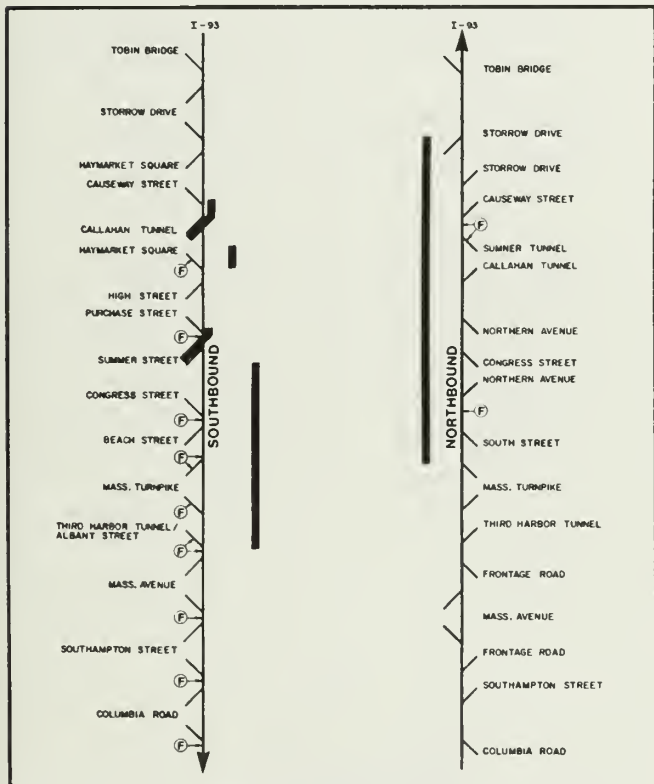 I-93
TOBIN BRIDGE
STORROW DRIVE
HAYMARKET SQUARE
CAUSEWAY STREET
CALLAHAN TUNNEL
HAYMARKET SQUARE
F
HIGH STREET
PURCHASE STREET
F
SUMMER STREET
SOUTHBOUND
CONGRESS STREET
F
BEACH STREET
F
MASS. TURNPIKE
F
THIRD HARBOR TUNNEL/
ALBANT STREET
F
MASS. AVENUE
F
SOUTHAMPTON STREET
F
COLUMBIA ROAD
F
I-93
TOBIN BRIDGE
STORROW DRIVE
STORROW DRIVE
CAUSEWAY STREET
F
SUMNER TUNNEL
CALLAHAN TUNNEL
NORTHERN AVENUE
NORTHBOUND
CONGRESS STREET
NORTHERN AVENUE
F
SOUTH STREET
MASS. TURNPIKE
THIRD HARBOR TUNNEL
FRONTAGE ROAD
MASS. AVENUE
FRONTAGE ROAD
SOUTHAMPTON STREET
COLUMBIA ROAD